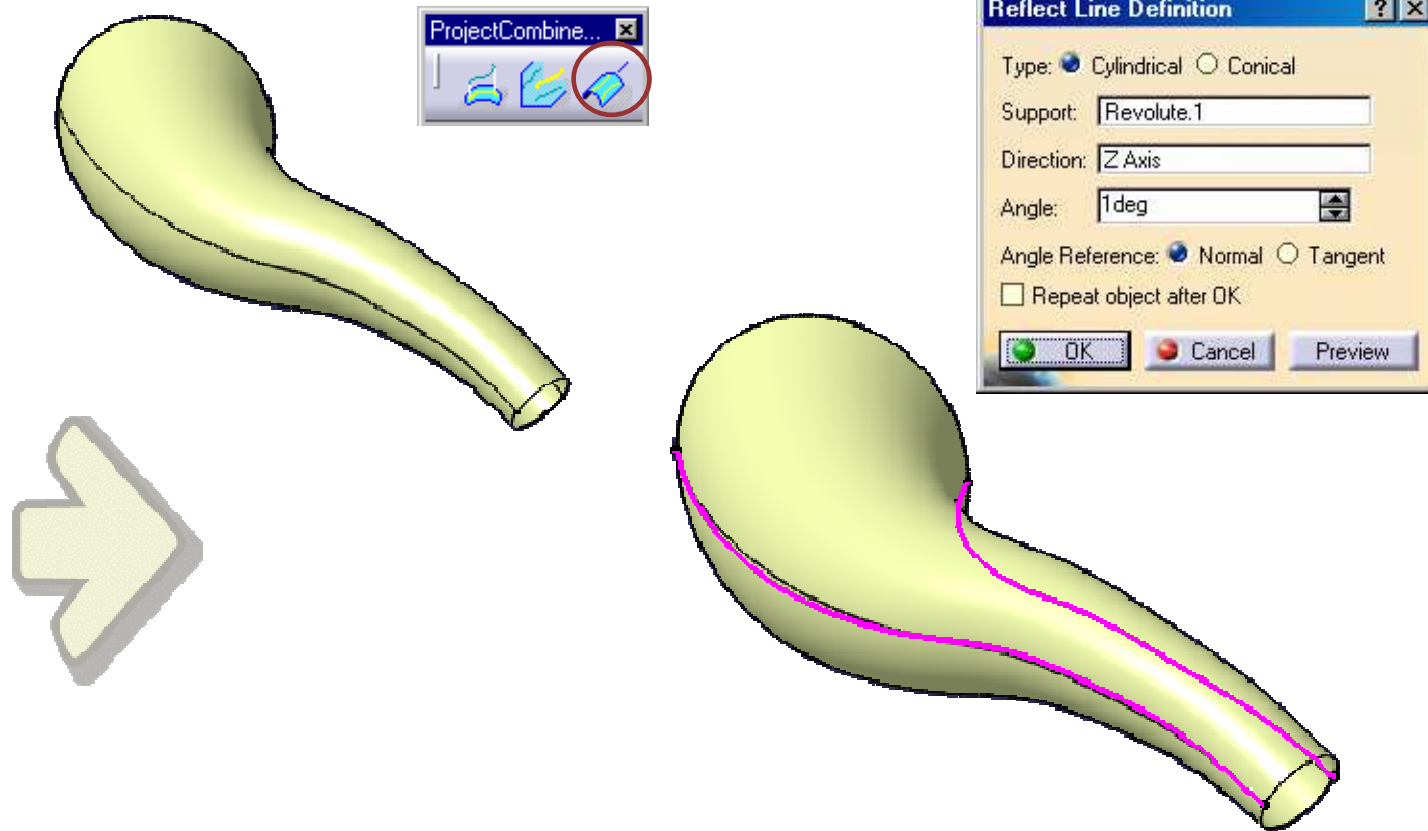 ProjectCombine...
Reflect Line Definition
Type: Cylindrical Conical
Support: Revolute.1
Direction: Z Axis
Angle: 1deg
Angle Reference: Normal Tangent
Repeat object after OK
OK Cancel Preview